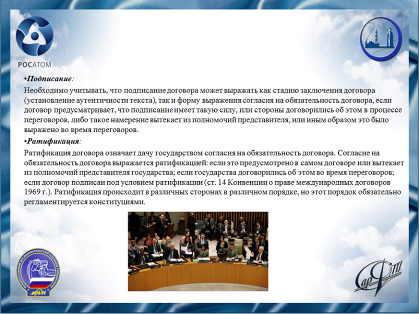 РОСАТОМ
•Подписание:
Необходимо учитывать, что подписание договора может выражать как стадию заключения договора
(установление аутентичности текста), так и форму выражения согласия на обязательность договора, если
договор предусматривает, что подписание имеет такую силу, или стороны договорились об этом в процессе
переговоров, либо такое намерение вытекает из полномочий представителя, или иным образом это было
выражено во время переговоров.
•Ратификация:
Ратификация договора означает дачу государством согласия на обязательность договора. Согласие на
обязательность договора выражается ратификацией: если это предусмотрено в самом договоре или вытекает
из полномочий представителя государства; если государства договорились об этом во время переговоров;
если договор подписан под условием ратификации (ст. 14 Конвенции о праве международных договоров
1969 г.). Ратификация происходит в различных сторонах в различном порядке, но этот порядок обязательно
регламентируется конституциями.
СарФТИ